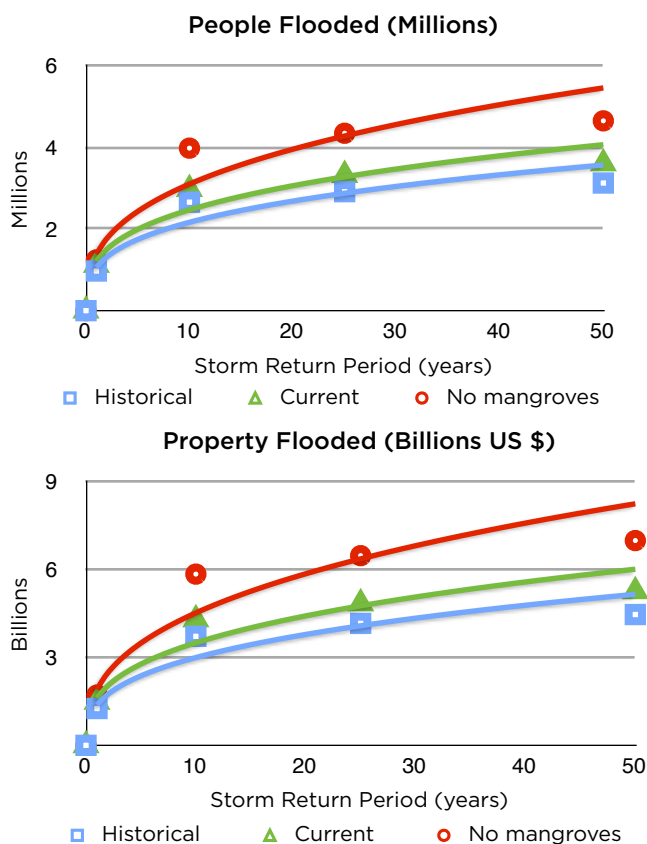 People Flooded (Millions)
6
4
2
Millions
0 10 20 30 40 50
Storm Return Period (years)
Historical Current No mangroves
Property Flooded (Billions US $)
9
6
3
Billions
0 10 20 30 40 50
Storm Return Period (years)
Historical Current No mangroves